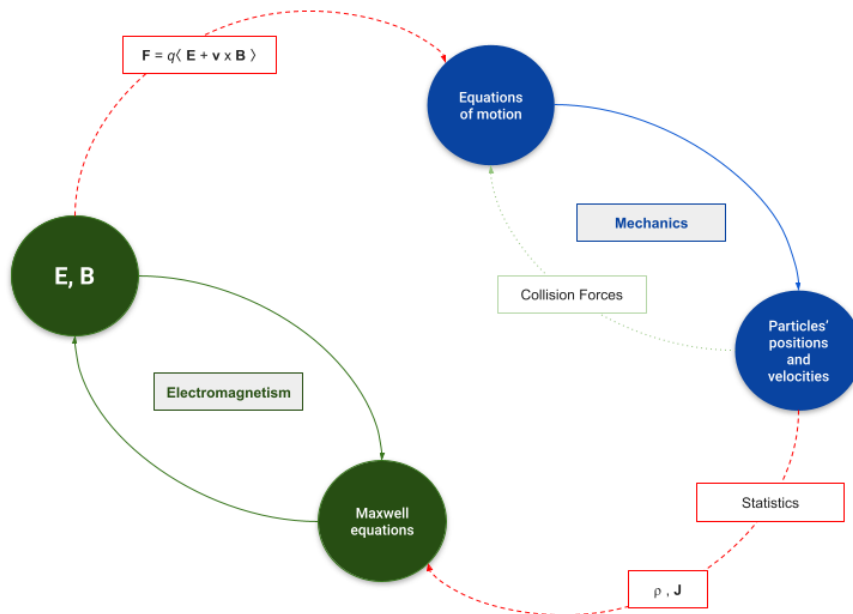 F = q⟨ E + v x B ⟩
Equations
of motion
Mechanics
E, B
Collision Forces
Particles'
positions
and
velocities
Electromagnetism
Statistics
Maxwell
equations
ρ , J